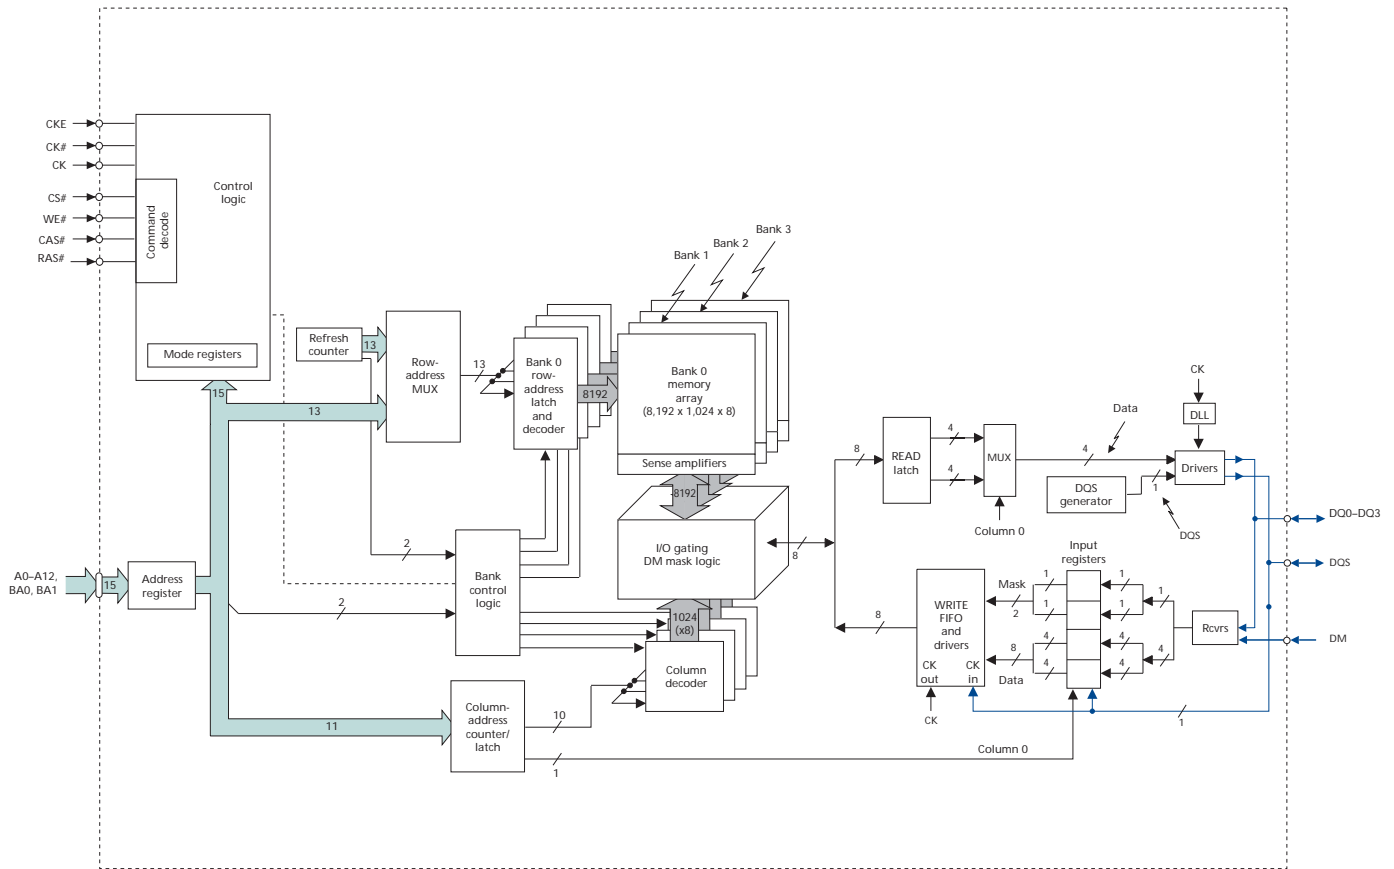 Bank 3
Bank 2
Bank 1
CKE
CK#
CK
CS#
WE#
CAS#
RAS#
Control
logic
Command
decode
Mode registers
Refresh
counter
13
Row-
address
MUX
13
Bank 0
row-
address
latch
and
decoder
8192
Bank 0
memory
array
(8,192 x 1,024 x 8)
Sense amplifiers
8192
15
13
I/O gating
DM mask logic
8
8
READ
latch
4
4
MUX
Column 0
4
Data
CK
DLL
Drivers
DQS
generator
1
DQS
DQ0–DQ3
DQS
DM
A0–A12,
BA0, BA1
15
Address
register
2
2
Bank
control
logic
1024
(x8)
Column
decoder
8
WRITE
FIFO
and
drivers
CK
out
CK
in
CK
Mask
2
8
Data
Input
registers
1
1
4
4
1
1
4
4
1
4
Rcvrs
1
11
Column-
address
counter/
latch
10
1
Column 0